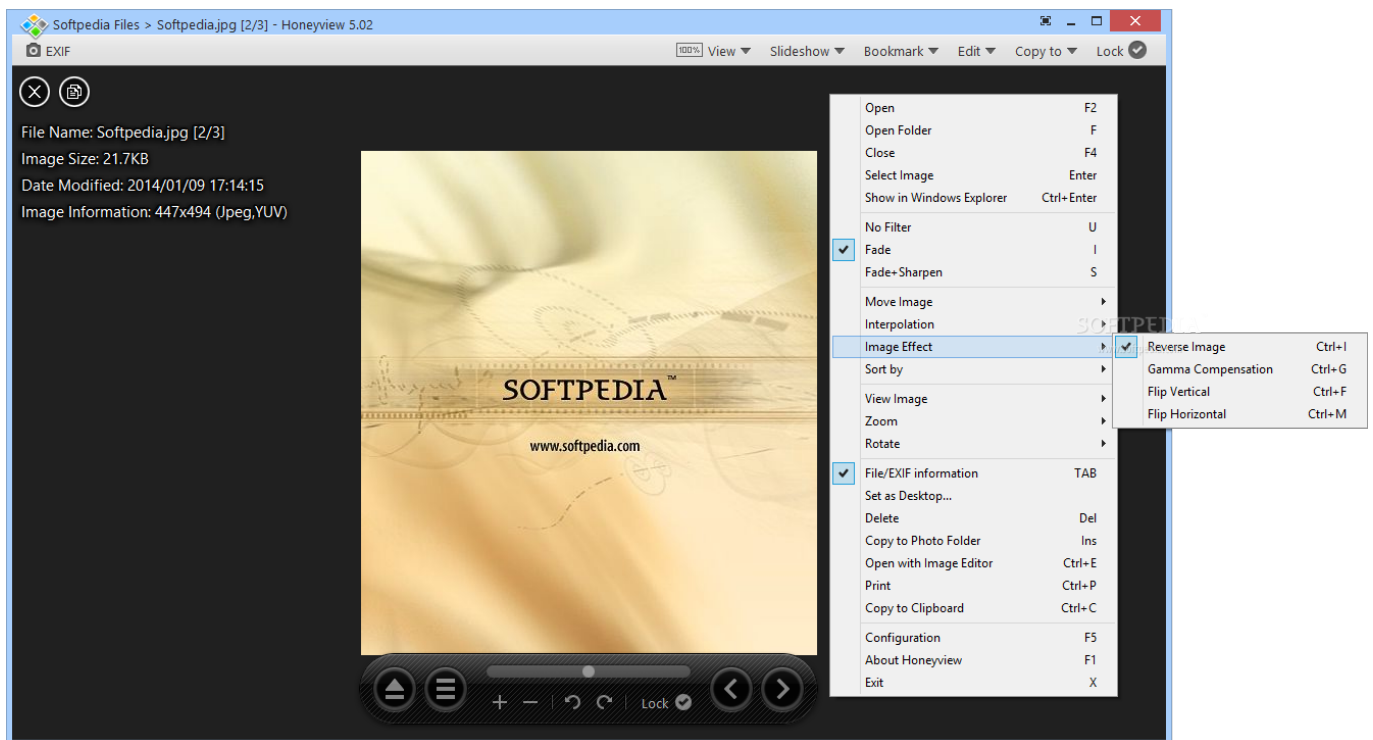 Softpedia Files > Softpedia.jpg [2/3] - Honeyview 5.02
EXIF
100% View Slideshow Bookmark Edit Copy to Lock
File Name: Softpedia.jpg [2/3]
Image Size: 21.7KB
Date Modified: 2014/01/09 17:14:15
Image Information: 447x494 (Jpeg,YUV)
SOFTPEDIA™
www.softpedia.com
Lock
Open F2
Open Folder F
Close F4
Select Image Enter
Show in Windows Explorer Ctrl+Enter
No Filter U
Fade I
Fade+Sharpen S
Move Image
Interpolation
Image Effect
Sort by
View Image
Zoom
Rotate
File/EXIF information TAB
Set as Desktop...
Delete Del
Copy to Photo Folder Ins
Open with Image Editor Ctrl+E
Print Ctrl+P
Copy to Clipboard Ctrl+C
Configuration F5
About Honeyview F1
Exit X
SOFTPEDIA
Reverse Image Ctrl+I
Gamma Compensation Ctrl+G
Flip Vertical Ctrl+F
Flip Horizontal Ctrl+M